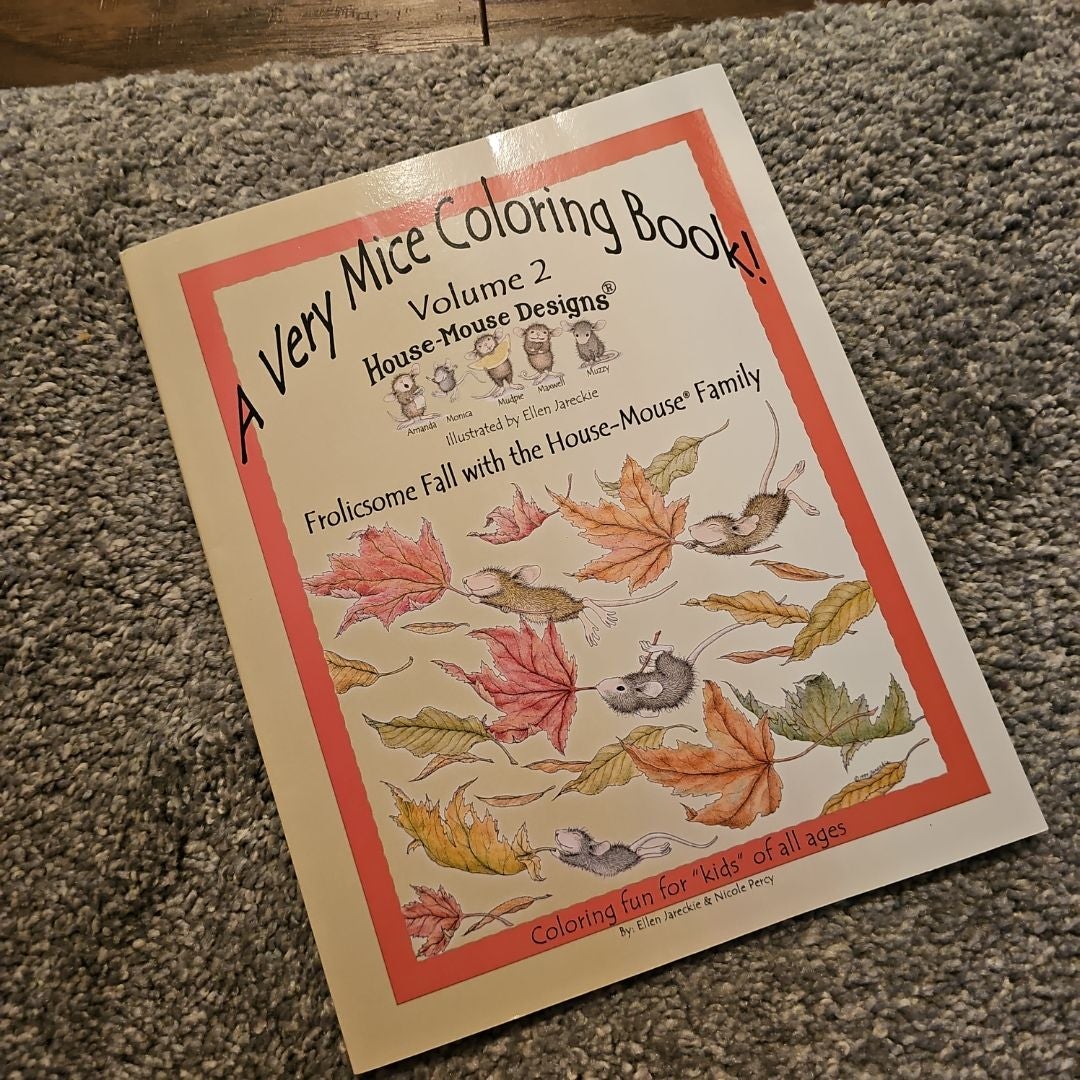 A Very Mice Coloring Book!
Volume 2
House-Mouse Designs®
Amanda Monica Mudpie Maxwell Muzzy
Illustrated by Ellen Jareckie
Frolicsome Fall with the House-Mouse® Family
Coloring fun for "kids" of all ages
By: Ellen Jareckie & Nicole Percy